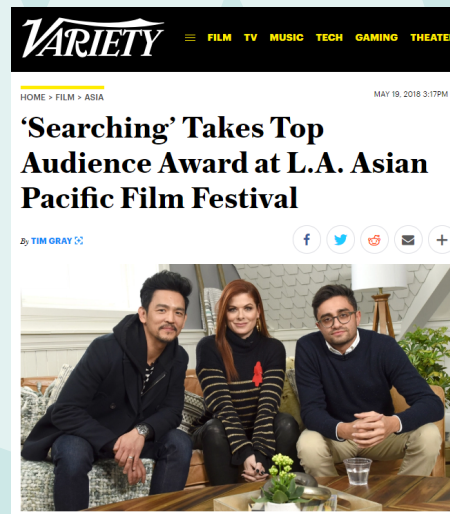 VARIETY
FILM TV MUSIC TECH GAMING THEATE
HOME > FILM > ASIA
MAY 19, 2018 3:17PM
‘Searching’ Takes Top
Audience Award at L.A. Asian
Pacific Film Festival
By TIM GRAY